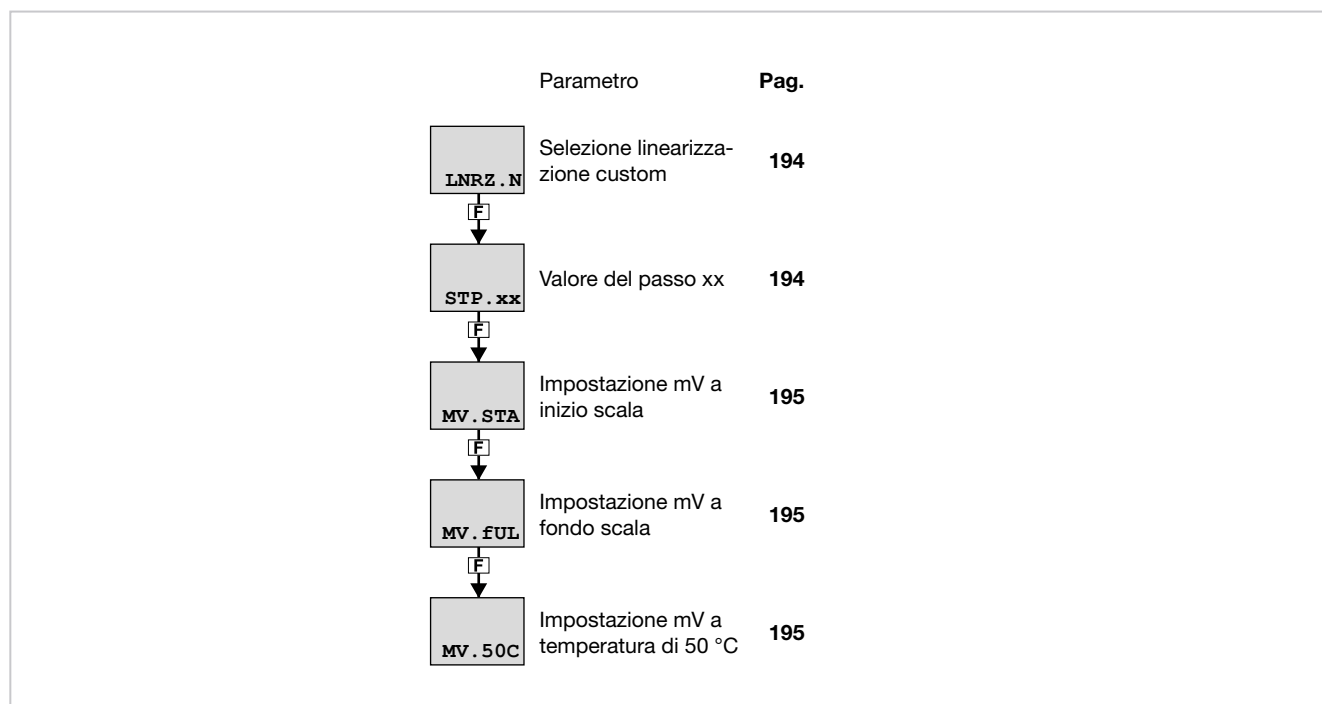 Parametro Pag.
LNRZ.N
Selezione linearizza-
zione custom
194
F
STP.xx
Valore del passo xx
194
F
MV.STA
Impostazione mV a
inizio scala
195
F
MV.fUL
Impostazione mV a
fondo scala
195
F
MV.50C
Impostazione mV a
temperatura di 50 °C
195